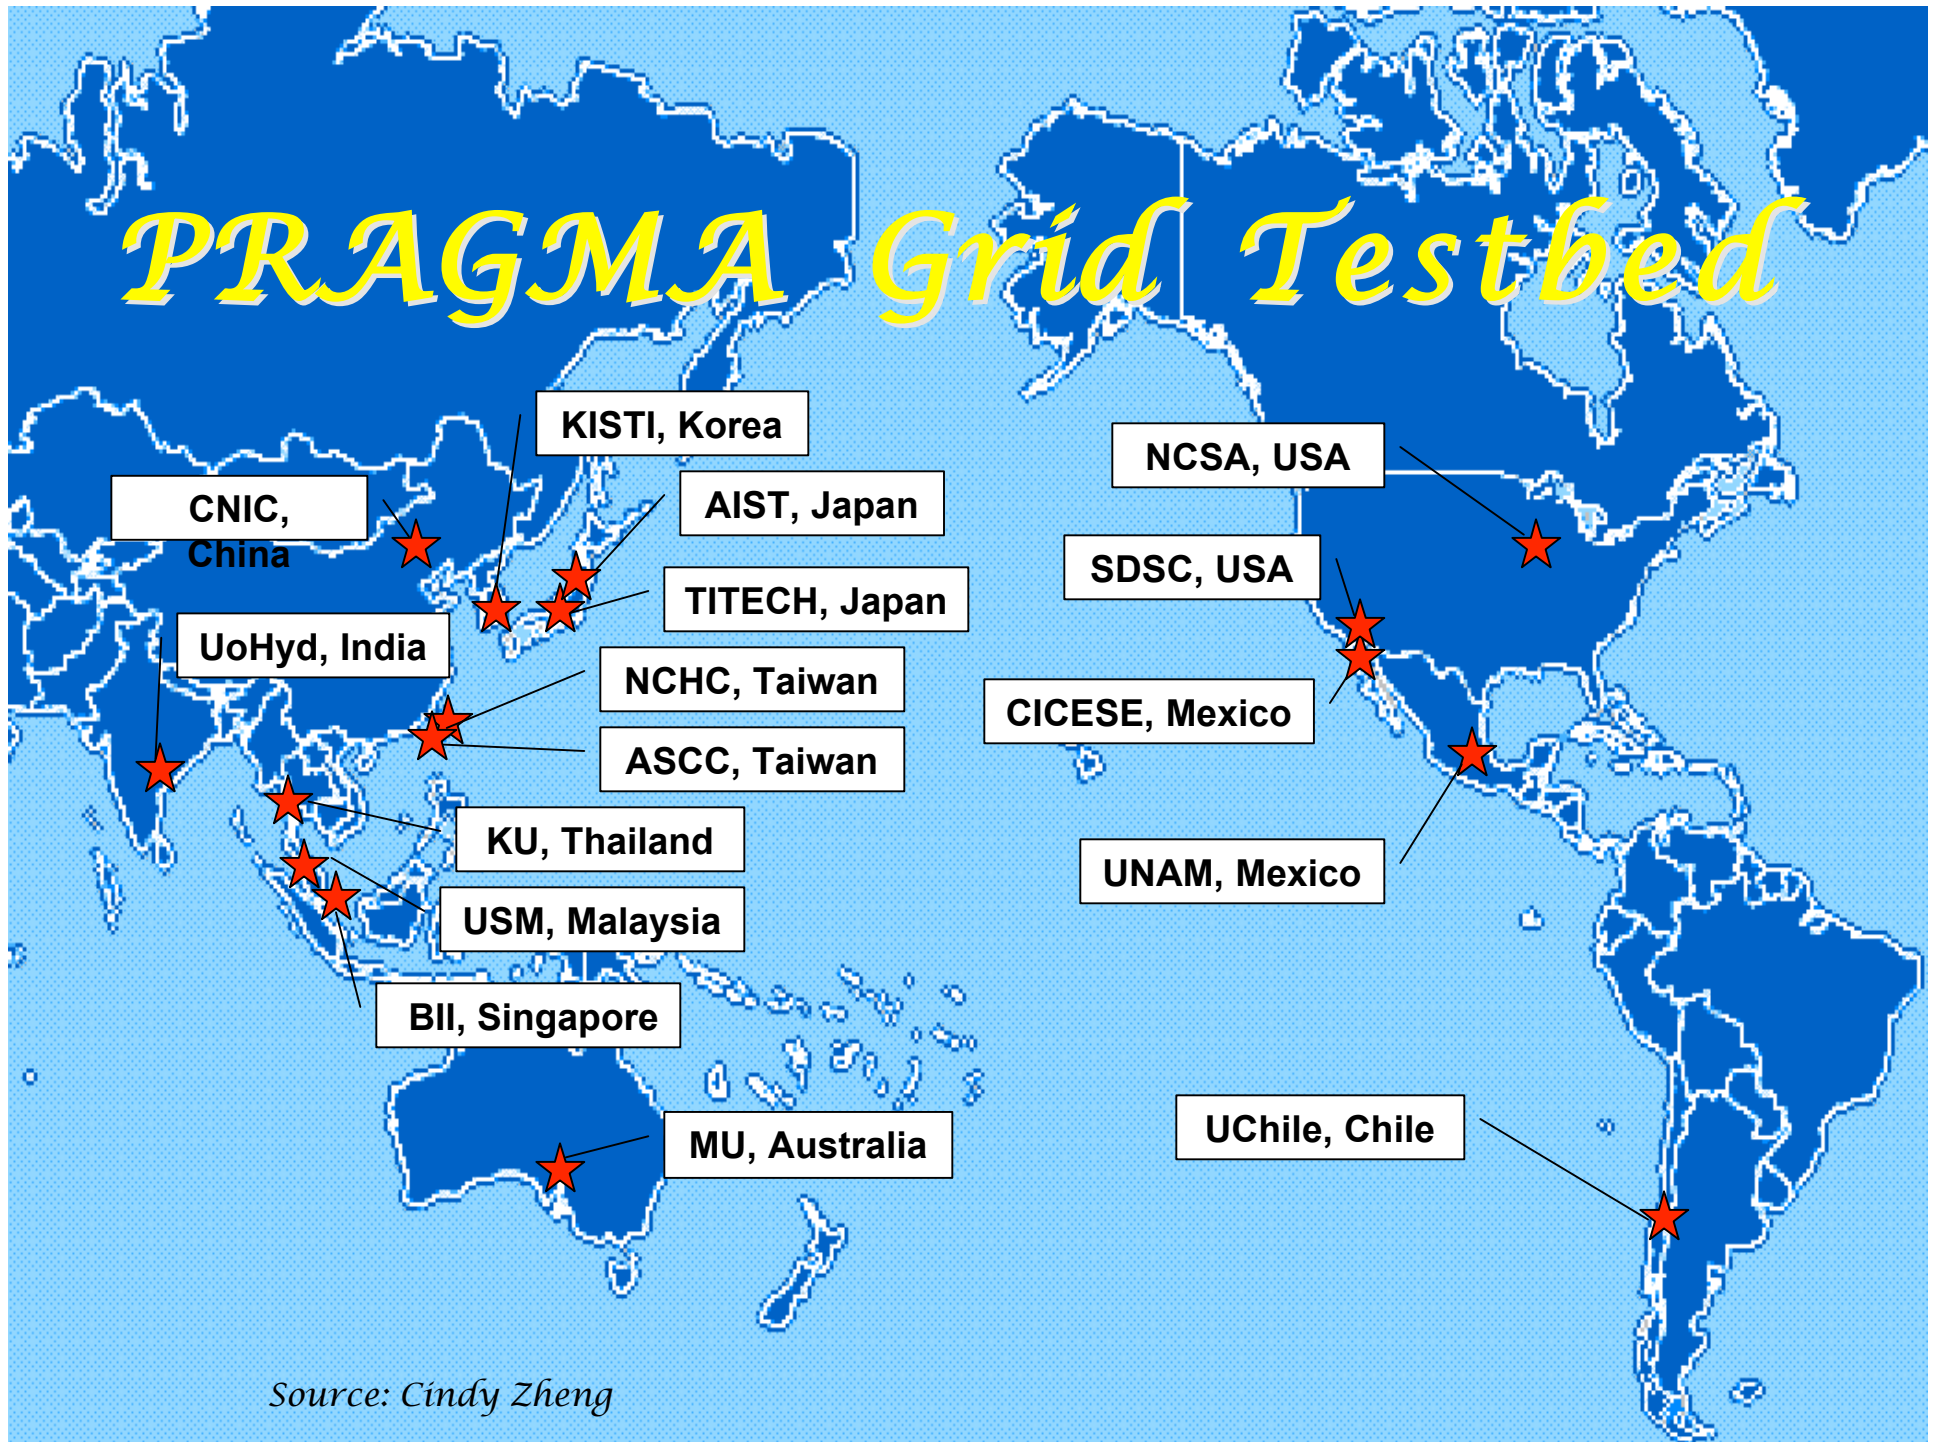 PRAGMA Grid Testbed
KISTI, Korea
NCSA, USA
CNIC,
China
AIST, Japan
SDSC, USA
TITECH, Japan
UoHyd, India
NCHC, Taiwan
CICESE, Mexico
ASCC, Taiwan
KU, Thailand
UNAM, Mexico
USM, Malaysia
BII, Singapore
UChile, Chile
MU, Australia
Source: Cindy Zheng